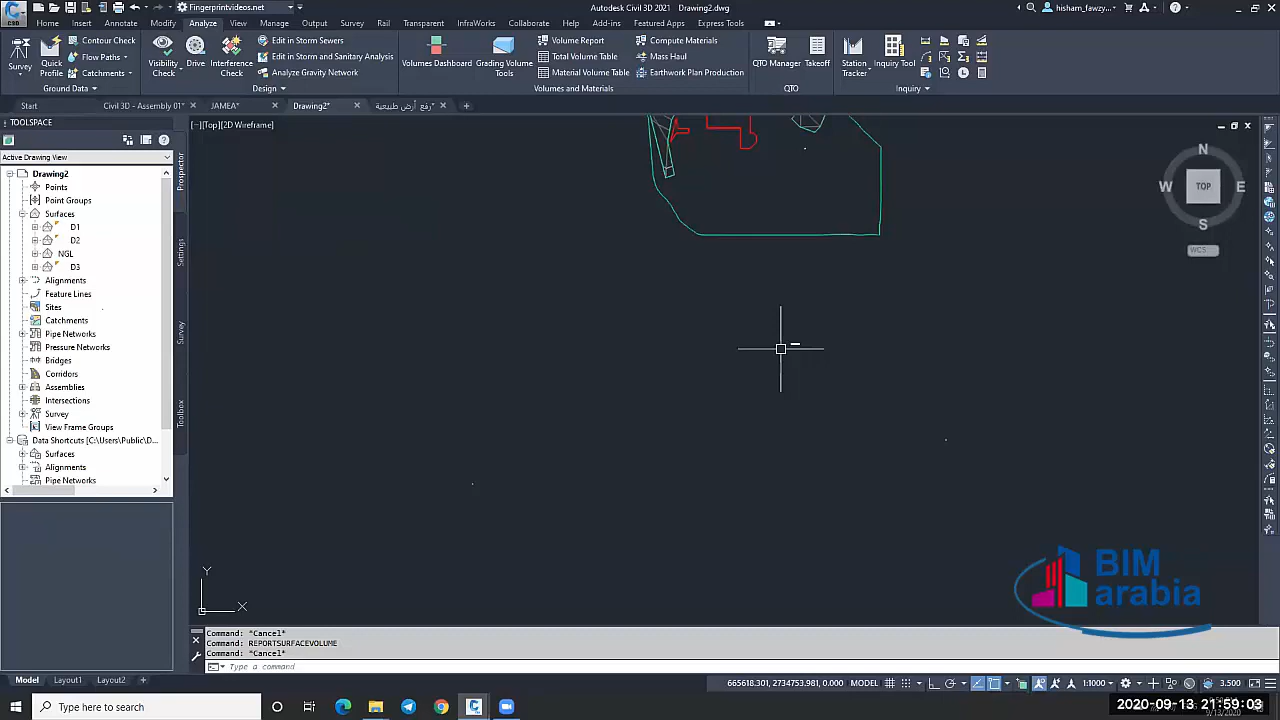 Fingerprintvideos.net
Autodesk Civil 3D Drawing2.dwg
hisham_fawzy...
Home Insert Annotate Modify Analyze View Manage Output Survey Rail Transparent InfraWorks Collaborate Help Add-ins Featured Apps Express Tools
Survey
Quick Profile
Contour Check
Flow Paths
Catchments
Visibility Check
Drive
Interference Check
Edit in Storm Sewers
Edit in Storm and Sanitary Analysis
Analyze Gravity Network
Volumes Dashboard
Grading Volume Tools
Volume Report
Total Volume Table
Material Volume Table
Compute Materials
Mass Haul
Earthwork Plan Production
QTO Manager
Takeoff
Station Tracker
Inquiry Tool
Ground Data
Design
Volumes and Materials
QTO
Inquiry
Start
Civil 3D - Assembly 01*
JAMEA*
Drawing2*
رفع أرض طبيعية*
TOOLSPACE
Active Drawing View
Drawing2
Points
Point Groups
Surfaces
D1
D2
NGL
D3
Alignments
Feature Lines
Sites
Catchments
Pipe Networks
Pressure Networks
Bridges
Corridors
Assemblies
Intersections
Survey
View Frame Groups
Data Shortcuts [C:\Users\Public\D...
Surfaces
Alignments
Pipe Networks
Prospector
Settings
Survey
Toolbox
[−][Top][2D Wireframe]
N
W TOP E
S
WCS
Y
X
BIM
arabia
Command: *Cancel*
Command: REPORTSURFACEVOLUME
Command: *Cancel*
Type a command
Model Layout1 Layout2
665618.301, 2734753.981, 0.000 MODEL
1:1000
3.500
Type here to search
2020-09-13 21:59:03